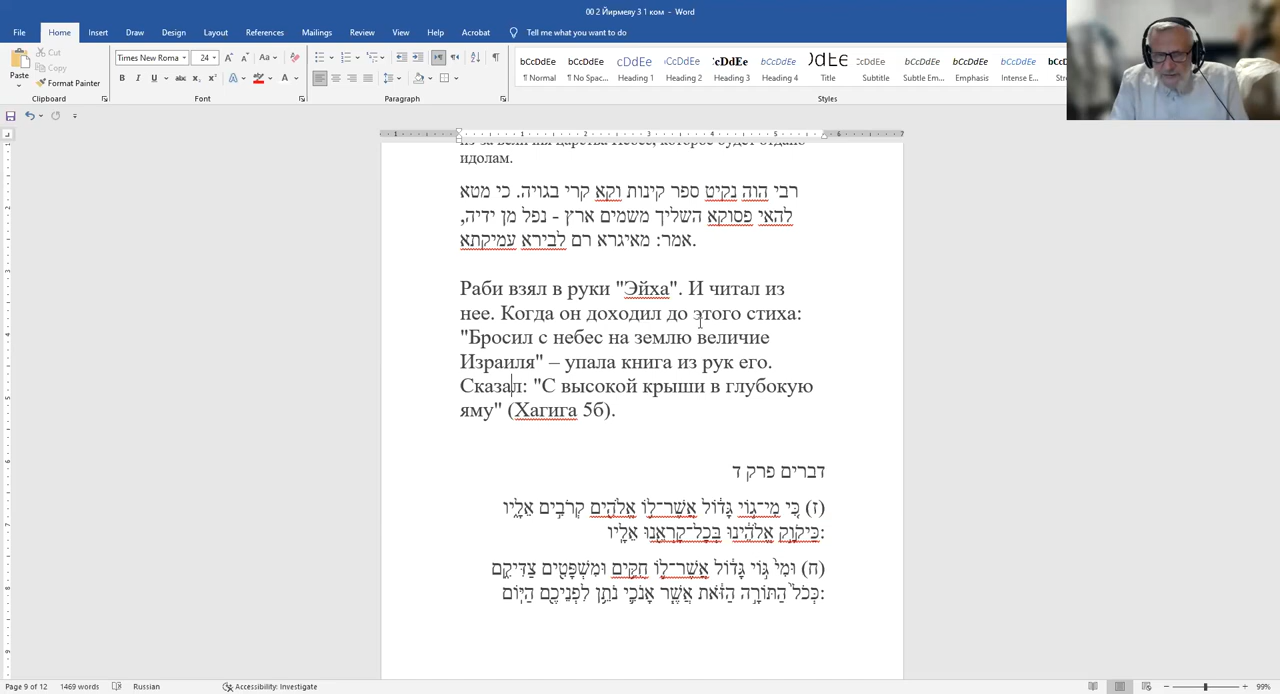 00 2 Йирмеяу 3 1 ком - Word
File Home Insert Draw Design Layout References Mailings Review View Help Acrobat Tell me what you want to do
Paste Cut Copy Format Painter
Times New Roma 24
Clipboard Font Paragraph Styles
¶ Normal ¶ No Spac... Heading 1 Heading 2 Heading 3 Heading 4 Title Subtitle Subtle Em... Emphasis Intense E...
идолам.
רבי הוה נקיט ספר קינות וקא קרי בגויה. כי מטא
להאי פסוקא השליך משמים ארץ - נפל מן ידיה,
אמר: מאיגרא רם לבירא עמיקתא.
Раби взял в руки "Эйха". И читал из
нее. Когда он доходил до этого стиха:
"Бросил с небес на землю величие
Израиля" – упала книга из рук его.
Сказал: "С высокой крыши в глубокую
яму" (Хагига 5б).
דברים פרק ד
(ז) כִּ֚י מִי־ג֣וֹי גָּד֔וֹל אֲשֶׁר־ל֥וֹ אֱלֹהִ֖ים קְרֹבִ֣ים אֵלָ֑יו
כַּיקֹוָ֣ק אֱלֹהֵ֔ינוּ בְּכָל־קָרְאֵ֖נוּ אֵלָֽיו:
(ח) וּמִי֙ גּ֣וֹי גָּד֔וֹל אֲשֶׁר־ל֛וֹ חֻקִּ֥ים וּמִשְׁפָּטִ֖ים צַדִּיקִ֑ם
כְּכֹל֙ הַתּוֹרָ֣ה הַזֹּ֔את אֲשֶׁ֧ר אָנֹכִ֛י נֹתֵ֥ן לִפְנֵיכֶ֖ם הַיּֽוֹם:
Page 9 of 12 1469 words Russian Accessibility: Investigate 99%